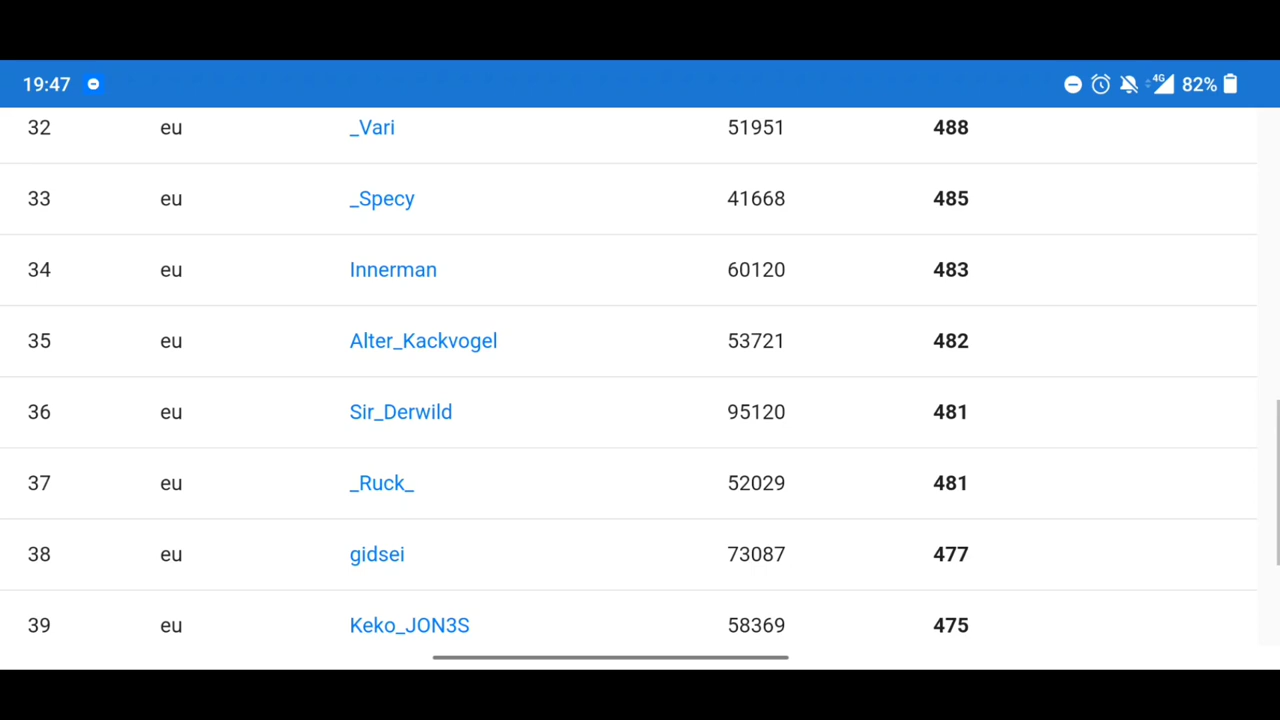 19:47 4G 82%
32 eu _Vari 51951 488
33 eu _Specy 41668 485
34 eu Innerman 60120 483
35 eu Alter_Kackvogel 53721 482
36 eu Sir_Derwild 95120 481
37 eu _Ruck_ 52029 481
38 eu gidsei 73087 477
39 eu Keko_JON3S 58369 475